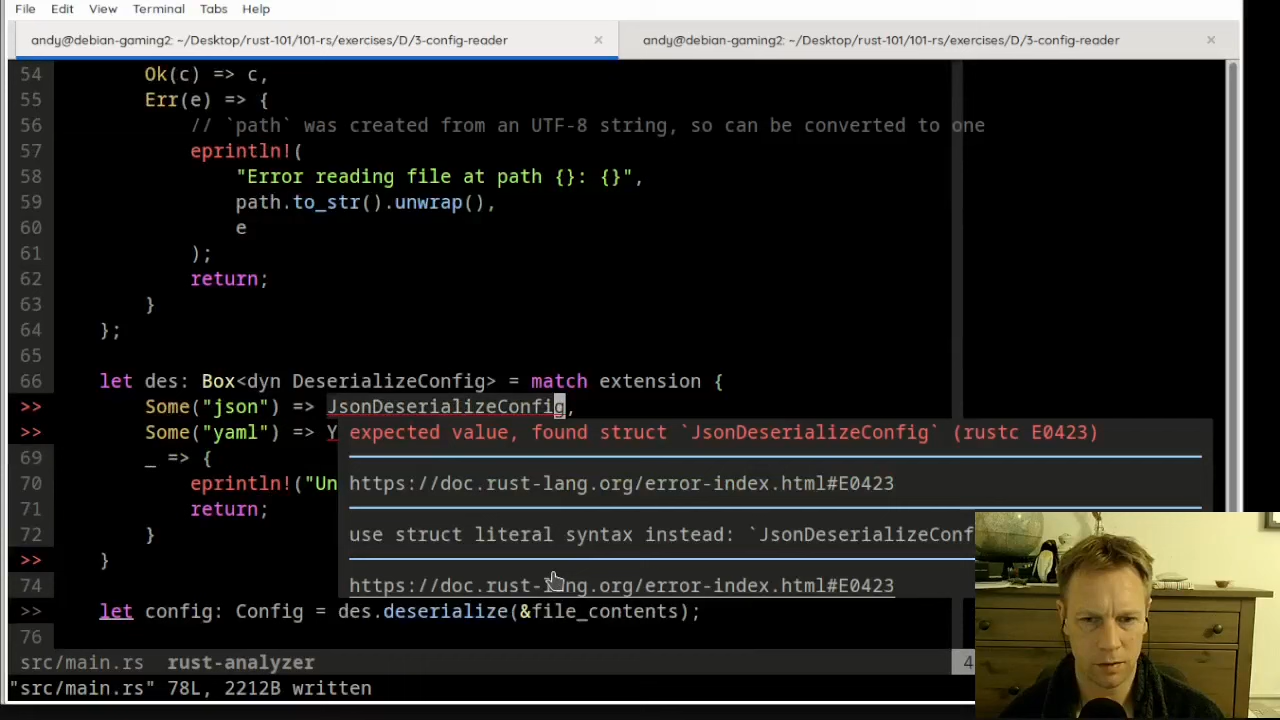 File Edit View Terminal Tabs Help
andy@debian-gaming2: ~/Desktop/rust-101/101-rs/exercises/D/3-config-reader × andy@debian-gaming2: ~/Desktop/rust-101/101-rs/exercises/D/3-config-reader ×
54 Ok(c) => c,
55 Err(e) => {
56 // `path` was created from an UTF-8 string, so can be converted to one
57 eprintln!(
58 "Error reading file at path {}: {}",
59 path.to_str().unwrap(),
60 e
61 );
62 return;
63 }
64 };
65
66 let des: Box<dyn DeserializeConfig> = match extension {
>> Some("json") => JsonDeserializeConfig,
>> Some("yaml") => Y
expected value, found struct `JsonDeserializeConfig` (rustc E0423)
69 _ => {
70 eprintln!("Un
https://doc.rust-lang.org/error-index.html#E0423
71 return;
72 }
use struct literal syntax instead: `JsonDeserializeConf
>> }
74
https://doc.rust-lang.org/error-index.html#E0423
>> let config: Config = des.deserialize(&file_contents);
76
src/main.rs rust-analyzer 4
"src/main.rs" 78L, 2212B written